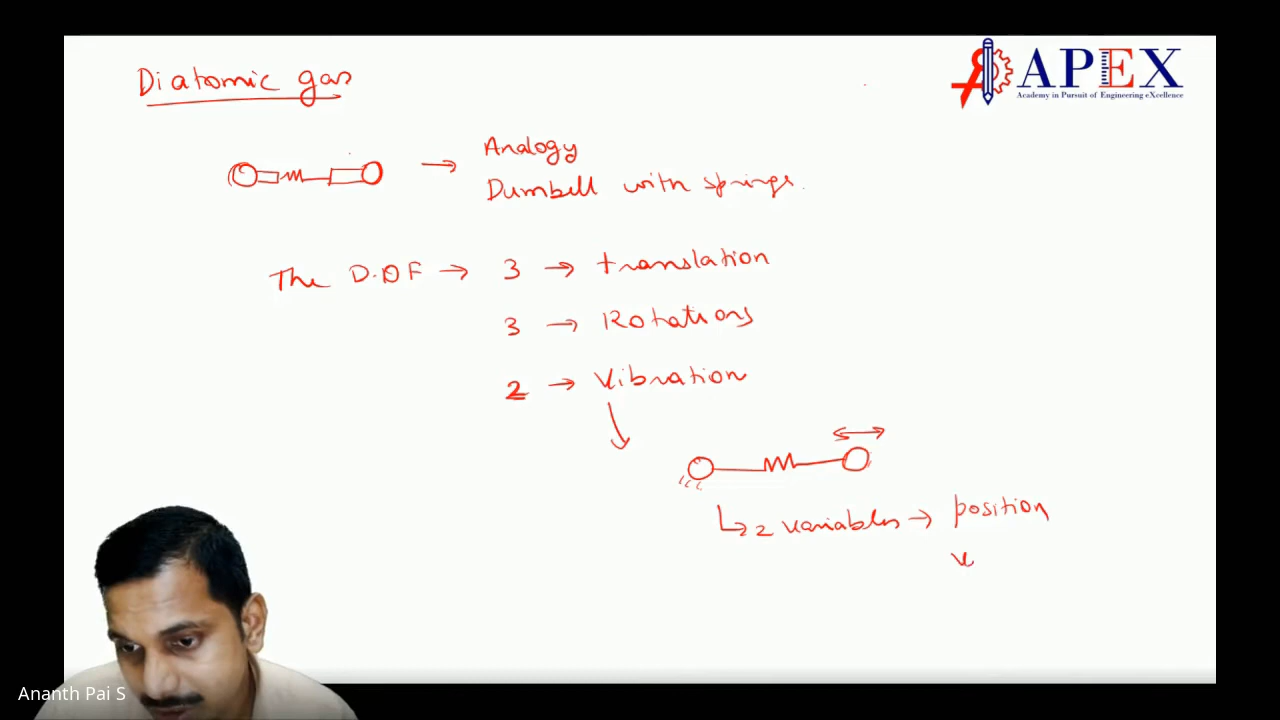 Diatomic gas
APEX
Academy in Pursuit of Engineering eXcellence
→ Analogy
Dumbell with springs.
The D.OF → 3 → translation
3 → Rotations
2 → Vibration
↳ 2 variables → position
v
Ananth Pai S